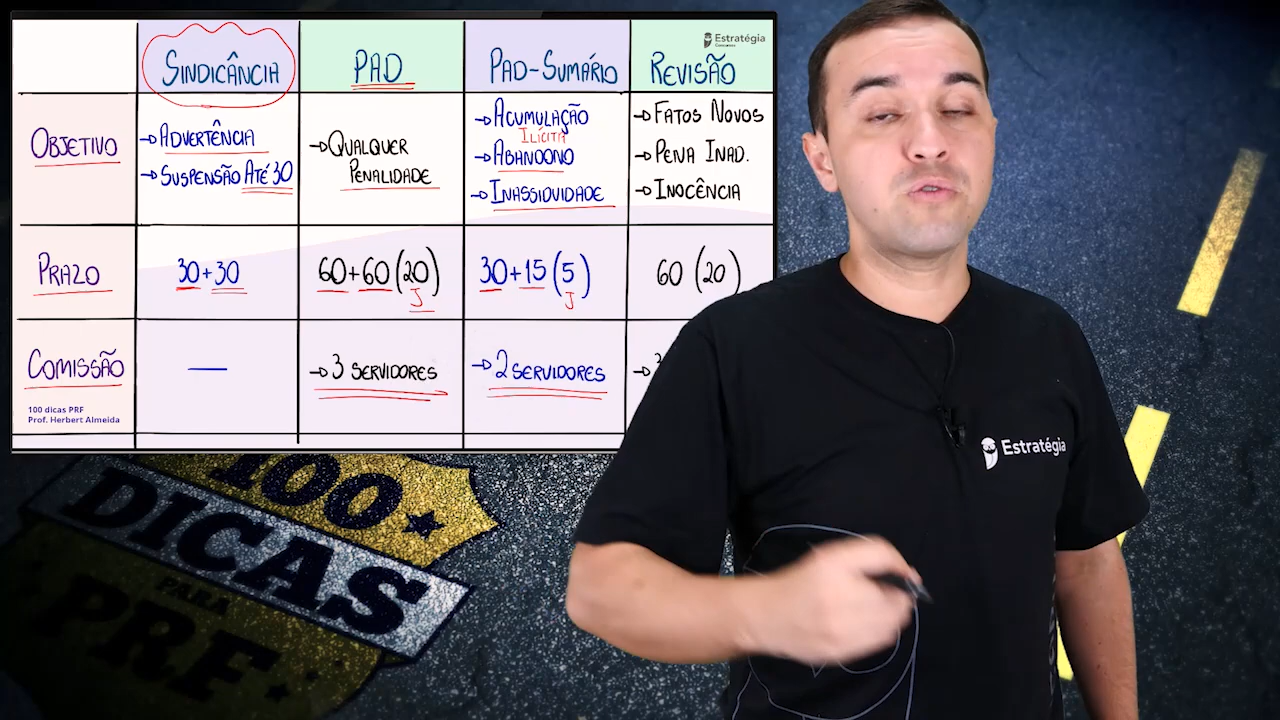 Estratégia
Concursos
SINDICÂNCIA
PAD
PAD-SUMÁRIO
REVISÃO
OBJETIVO
→ADVERTÊNCIA
→SUSPENSÃO ATÉ 30
→QUALQUER
PENALIDADE
→ACUMULAÇÃO
ILÍCITA
→ABANDONO
→INASSIDUIDADE
→FATOS NOVOS
→PENA INAD.
→INOCÊNCIA
PRAZO
30+30
60+60(20)
J
30+15(5)
J
60 (20)
COMISSÃO
—
→3 SERVIDORES
→2 SERVIDORES
→
100 dicas PRF
Prof. Herbert Almeida
Estratégia
100
DICAS
PARA
PRF